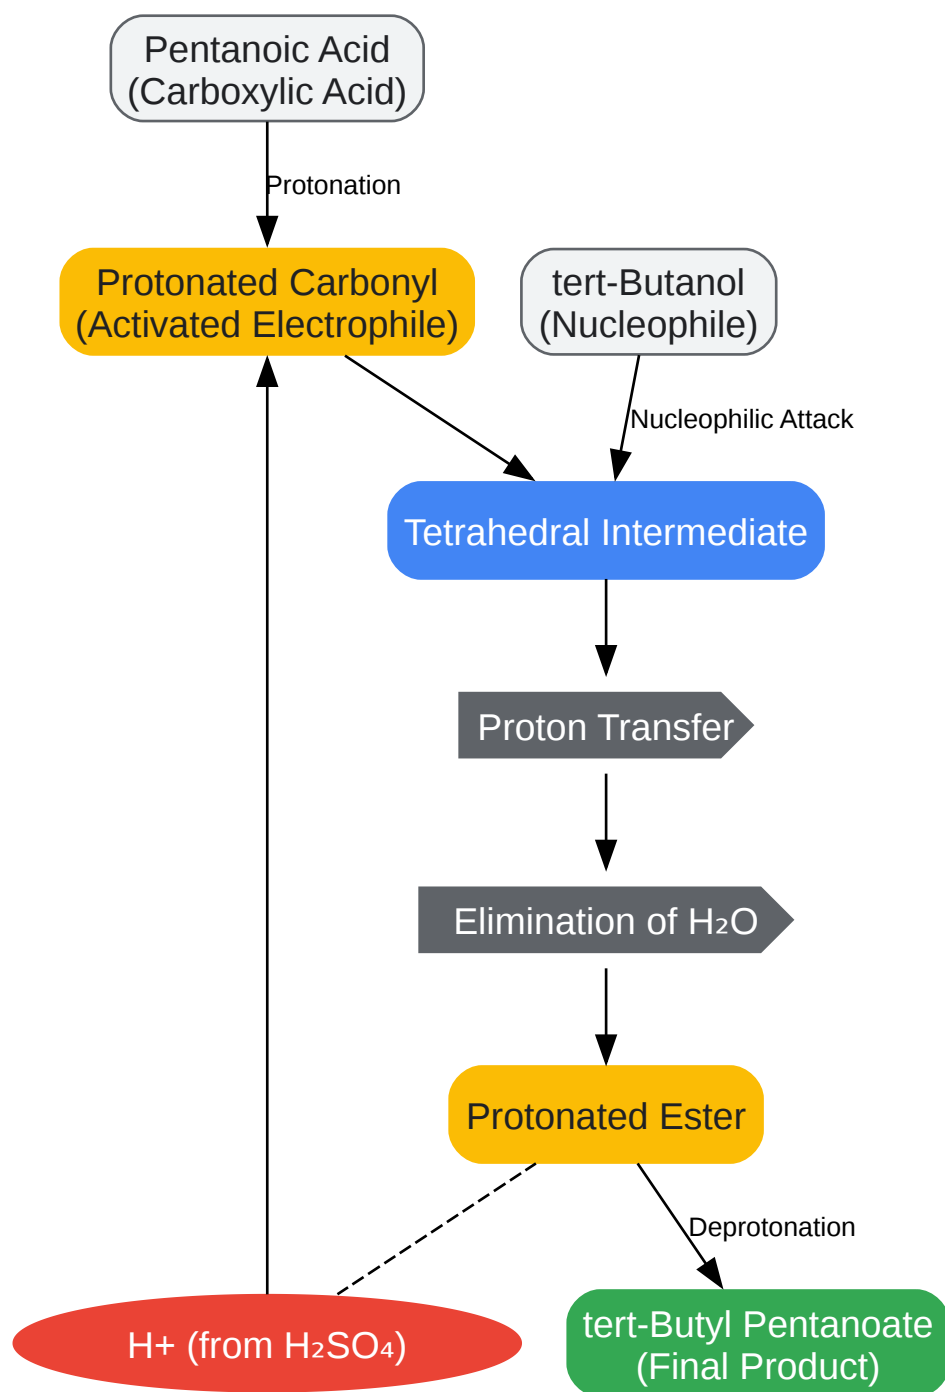 Pentanoic Acid
(Carboxylic Acid)
Protonation
Protonated Carbonyl
(Activated Electrophile)
tert-Butanol
(Nucleophile)
Nucleophilic Attack
Tetrahedral Intermediate
Proton Transfer
Elimination of H₂O
Protonated Ester
Deprotonation
H+ (from H₂SO₄)
tert-Butyl Pentanoate
(Final Product)